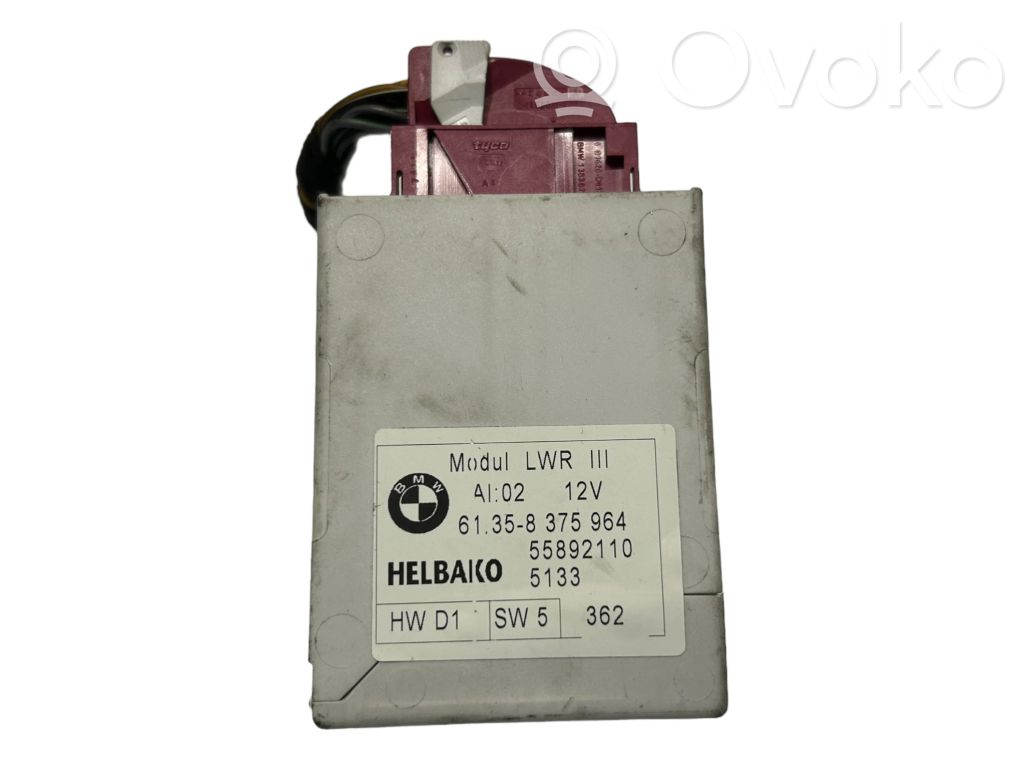 Ovoko
tyco
BMW
Modul LWR III
BMW
AI:02 12V
61.35-8 375 964
55892110
HELBAKO
5133
HW D1 SW 5 362